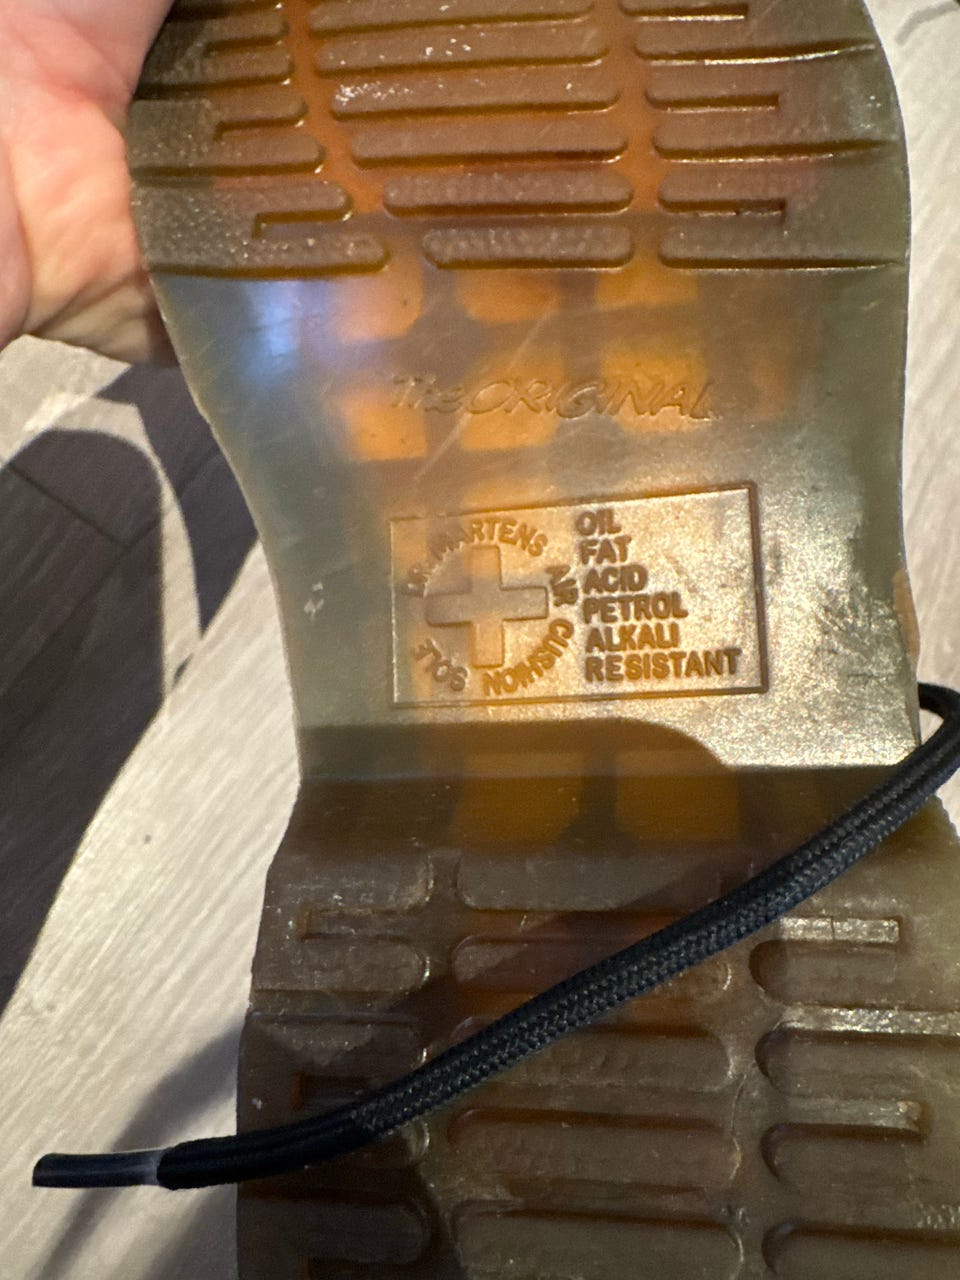 The ORIGINAL
DR. MARTENS
AIR CUSHION
SOLE
OIL
FAT
ACID
PETROL
ALKALI
RESISTANT